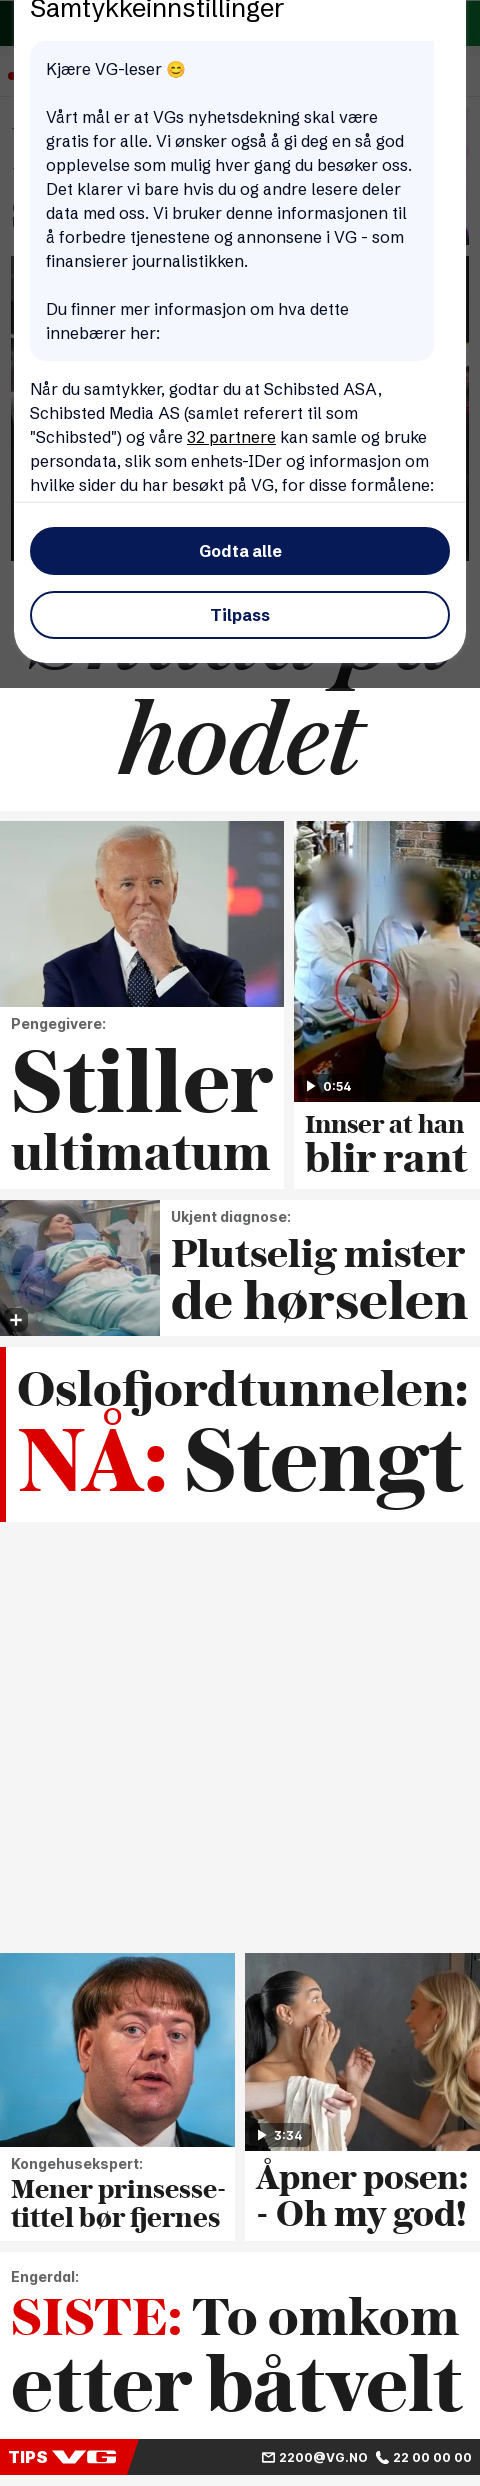 Samtykkeinnstillinger
Kjære VG-leser 😊
Vårt mål er at VGs nyhetsdekning skal være
gratis for alle. Vi ønsker også å gi deg en så god
opplevelse som mulig hver gang du besøker oss.
Det klarer vi bare hvis du og andre lesere deler
data med oss. Vi bruker denne informasjonen til
å forbedre tjenestene og annonsene i VG - som
finansierer journalistikken.
Du finner mer informasjon om hva dette
innebærer her:
Når du samtykker, godtar du at Schibsted ASA,
Schibsted Media AS (samlet referert til som
"Schibsted") og våre 32 partnere kan samle og bruke
persondata, slik som enhets-IDer og informasjon om
hvilke sider du har besøkt på VG, for disse formålene:
Godta alle
Tilpass
på
hodet
Pengegivere:
Stiller
ultimatum
0:54
Innser at han
blir rant
Ukjent diagnose:
Plutselig mister
de hørselen
Oslofjordtunnelen:
NÅ: Stengt
Kongehusekspert:
Mener prinsesse-
tittel bør fjernes
3:34
Åpner posen:
- Oh my god!
Engerdal:
SISTE: To omkom
etter båtvelt
TIPS VG
2200@VG.NO
22 00 00 00